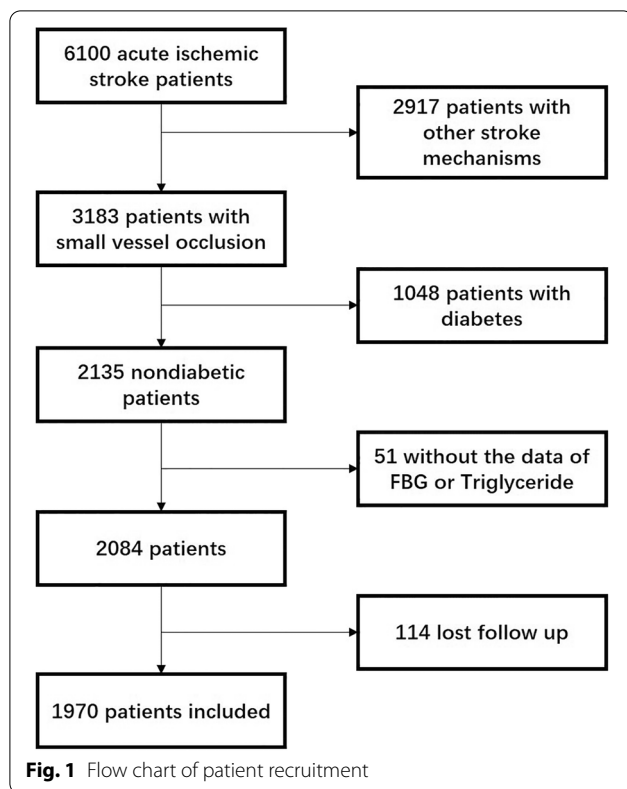 6100 acute ischemic
stroke patients
2917 patients with
other stroke
mechanisms
3183 patients with
small vessel occlusion
1048 patients with
diabetes
2135 nondiabetic
patients
51 without the data of
FBG or Triglyceride
2084 patients
114 lost follow up
1970 patients included
Fig. 1 Flow chart of patient recruitment